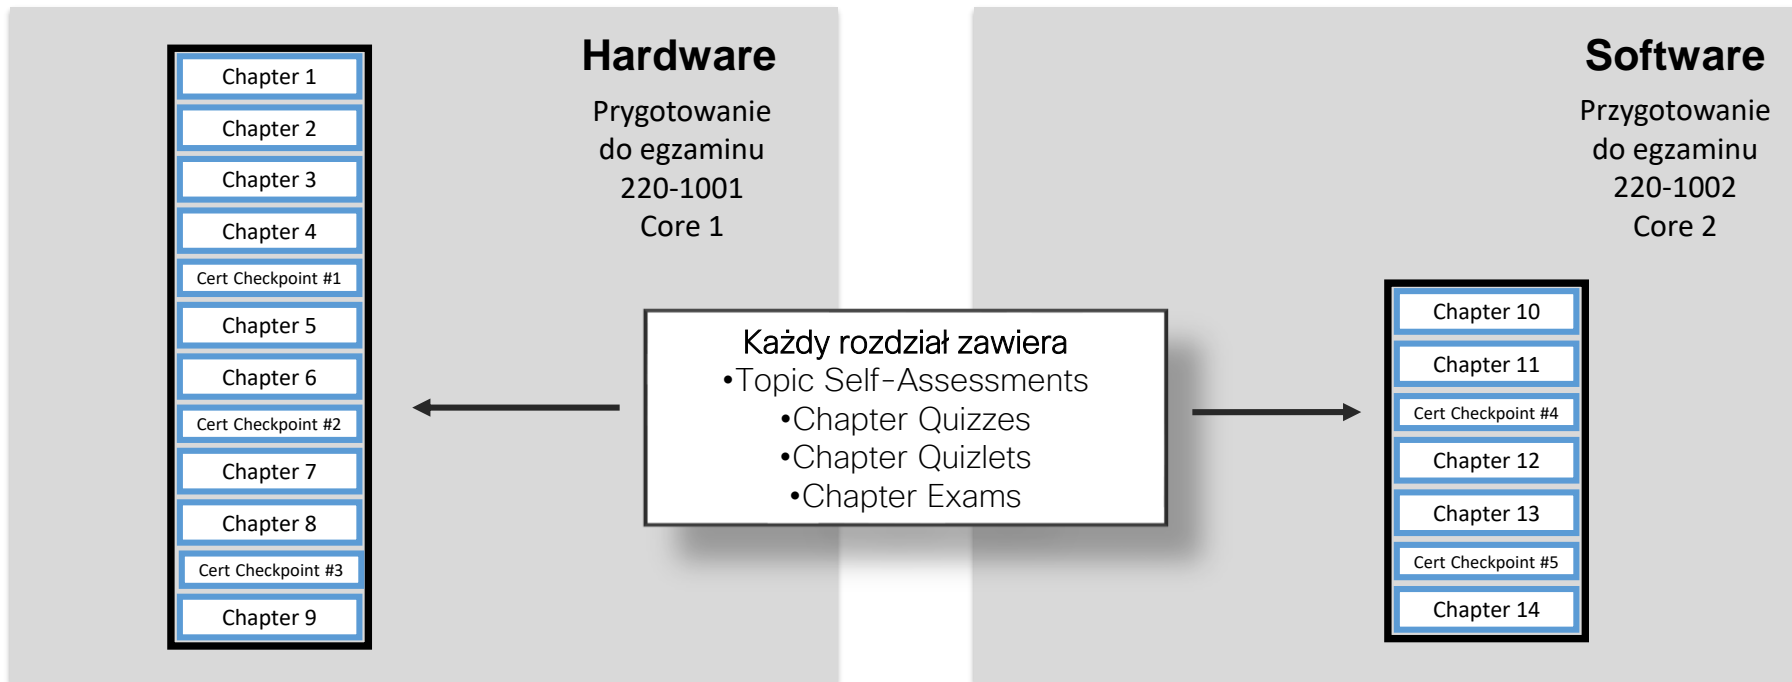 Hardware
Prygotowanie
do egzaminu
220-1001
Core 1
Chapter 1
Chapter 2
Chapter 3
Chapter 4
Cert Checkpoint #1
Chapter 5
Chapter 6
Cert Checkpoint #2
Chapter 7
Chapter 8
Cert Checkpoint #3
Chapter 9
Każdy rozdział zawiera
•Topic Self-Assessments
•Chapter Quizzes
•Chapter Quizlets
•Chapter Exams
Software
Przygotowanie
do egzaminu
220-1002
Core 2
Chapter 10
Chapter 11
Cert Checkpoint #4
Chapter 12
Chapter 13
Cert Checkpoint #5
Chapter 14